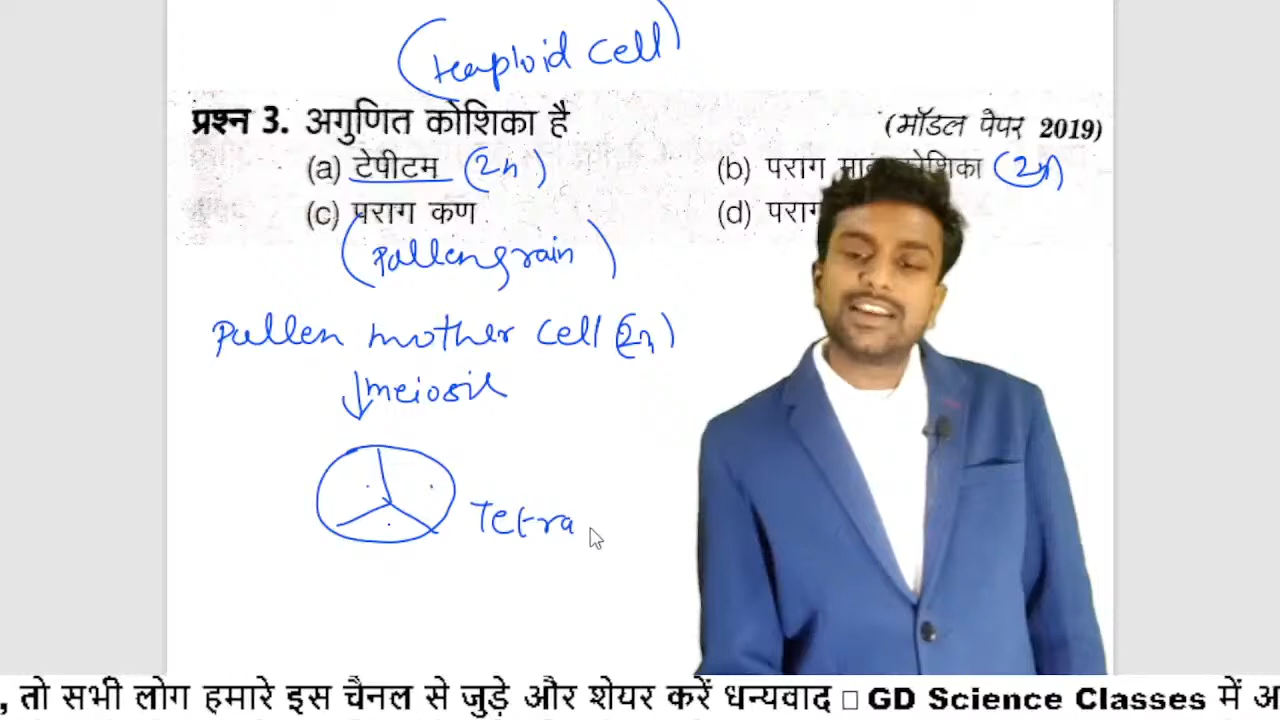 (Haploid cell)
प्रश्न 3. अगुणित कोशिका है (मॉडल पेपर 2019)
(a) टेपीटम (2n) (b) पराग मातृ कोशिका (2n)
(c) पराग कण (d) पराग
(Pollengrain)
Pollen mother cell (2n)
meiosis
Tetra
, तो सभी लोग हमारे इस चैनल से जुड़े और शेयर करें धन्यवाद □ GD Science Classes में अ